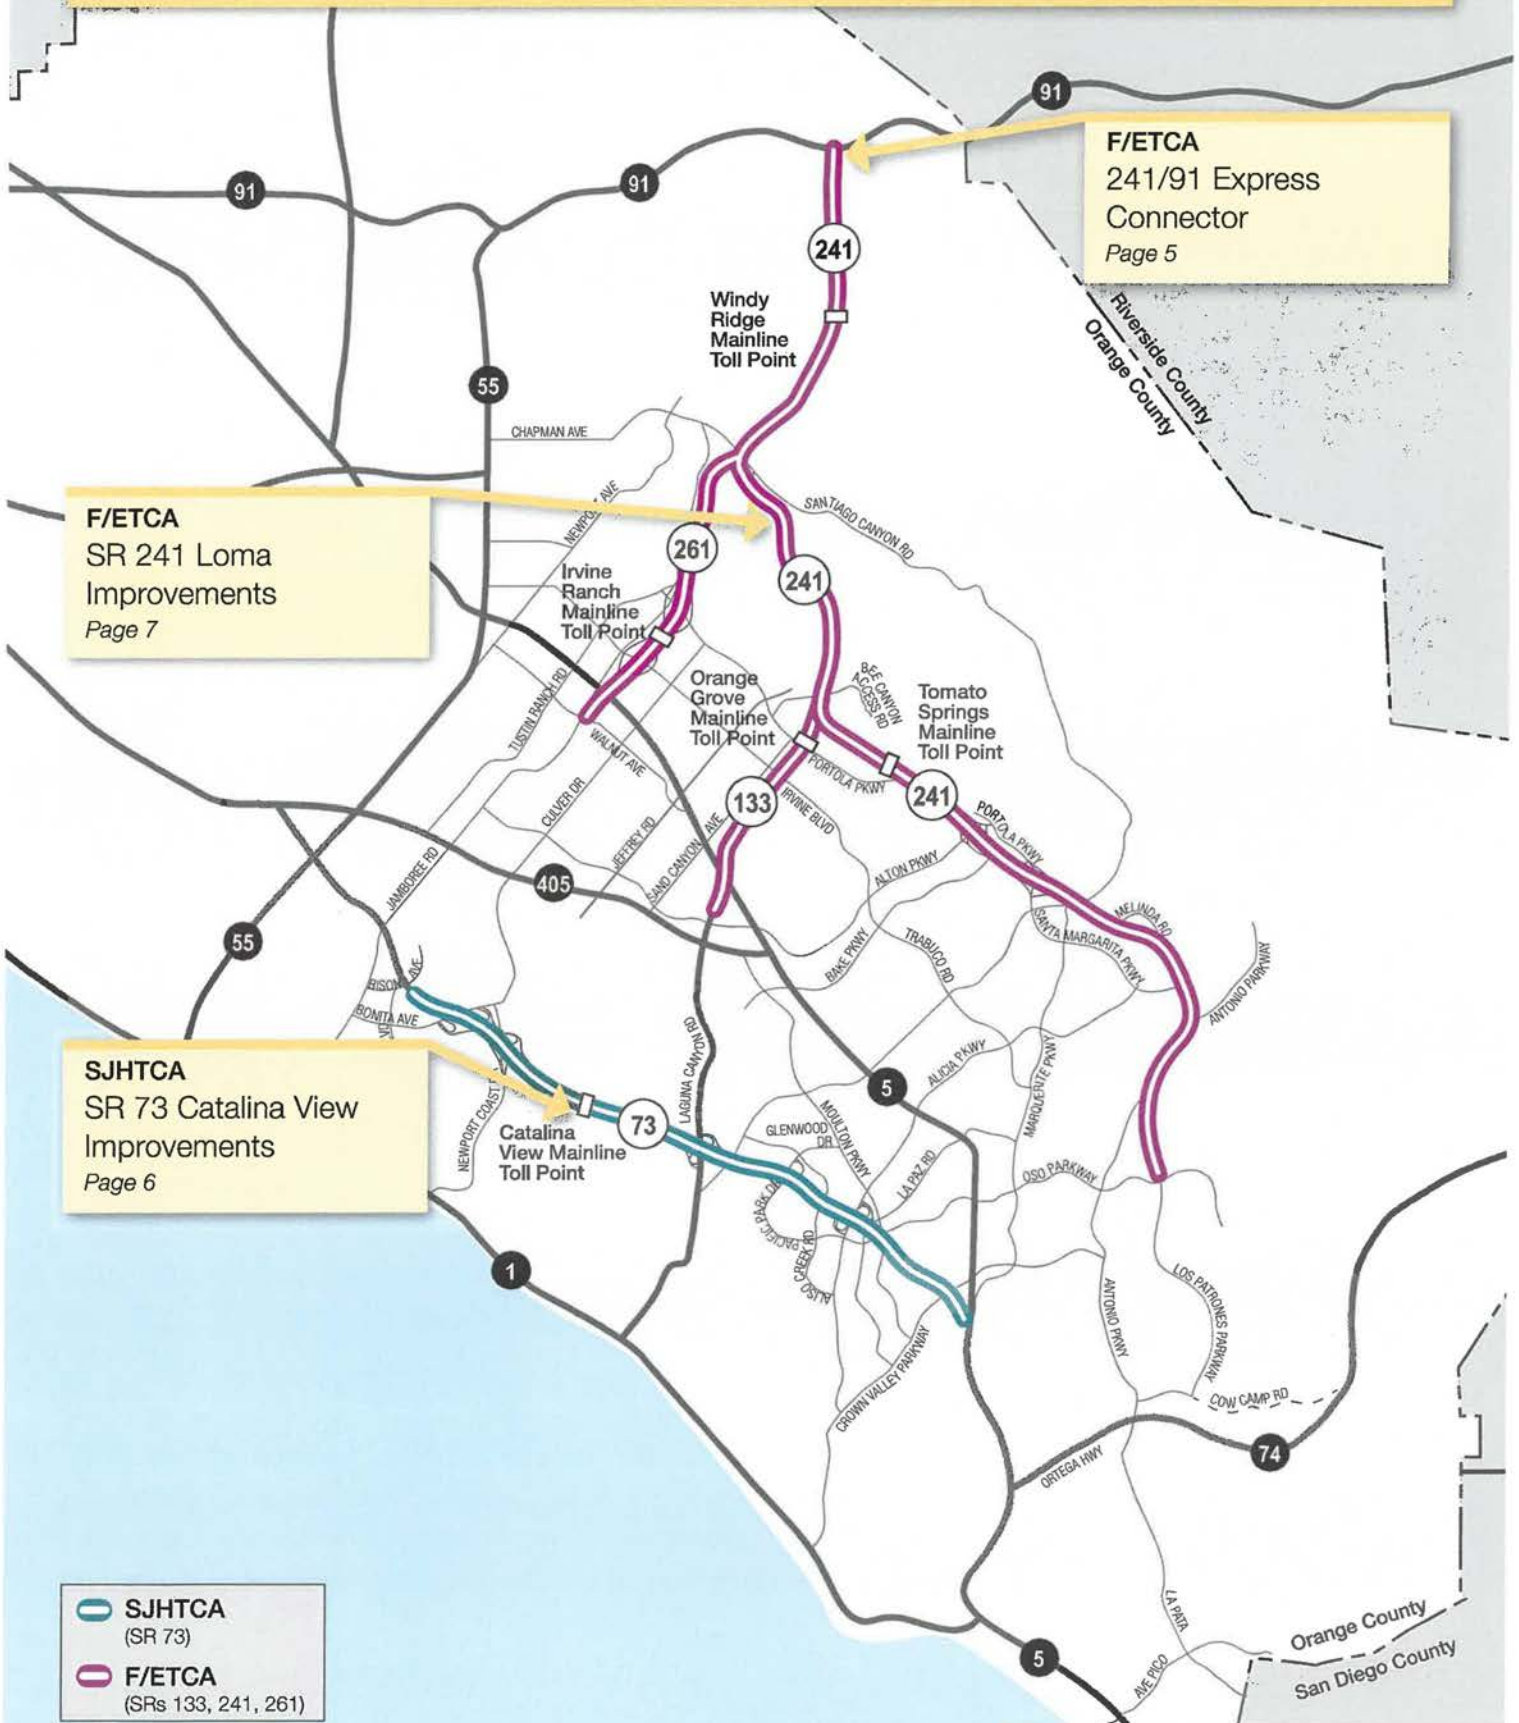 91
F/ETCA
241/91 Express
Connector
Page 5
91
91
241
Windy
Ridge
Mainline
Toll Point
Riverside County
Orange County
55
CHAPMAN AVE
F/ETCA
SR 241 Loma
Improvements
Page 7
NEWPORT AVE
SANTIAGO CANYON RD
261
241
Irvine
Ranch
Mainline
Toll Point
Orange
Grove
Mainline
Toll Point
BEE CANYON
ACCESS RD
Tomato
Springs
Mainline
Toll Point
TUSTIN RANCH RD
WALNUT AVE
PORTOLA PKWY
133
241
IRVINE BLVD
CULVER DR
JEFFREY RD
SAND CANYON AVE
PORTOLA PKWY
JAMBOREE RD
405
ALTON PKWY
55
MELINDA RD
SANTA MARGARITA PKWY
BAKE PKWY
TRABUCO RD
ANTONIO PARKWAY
BISON AVE
BONITA AVE
LAGUNA CANYON RD
SJHTCA
SR 73 Catalina View
Improvements
Page 6
NEWPORT COAST
73
Catalina
View Mainline
Toll Point
5
ALICIA PKWY
MARGUERITE PKWY
GLENWOOD
DR
MOULTON PKWY
LA PAZ RD
OSO PARKWAY
PACIFIC PARK DR
ALISO CREEK RD
1
LOS PATRONES PARKWAY
ANTONIO PKWY
CROWN VALLEY PARKWAY
COW CAMP RD
74
ORTEGA HWY
LA PATA
SJHTCA
(SR 73)
F/ETCA
(SRs 133, 241, 261)
5
AVE PICO
Orange County
San Diego County